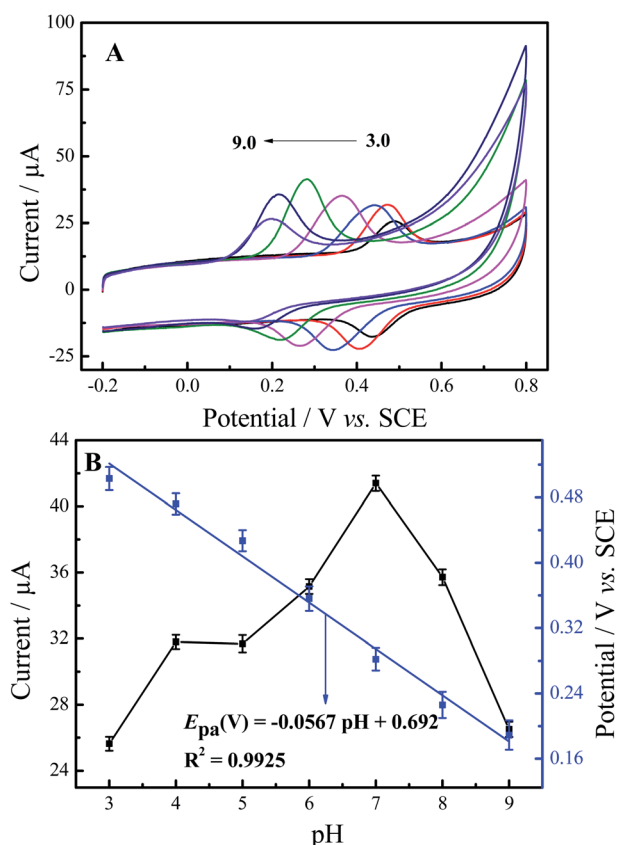 A
100
75
50
25
0
-25
Current / μA
9.0 3.0
-0.2 0.0 0.2 0.4 0.6 0.8
Potential / V vs. SCE
B
44
40
36
32
28
24
Current / μA
0.48
0.40
0.32
0.24
0.16
Potential / V vs. SCE
Epa(V) = -0.0567 pH + 0.692
R² = 0.9925
3 4 5 6 7 8 9
pH